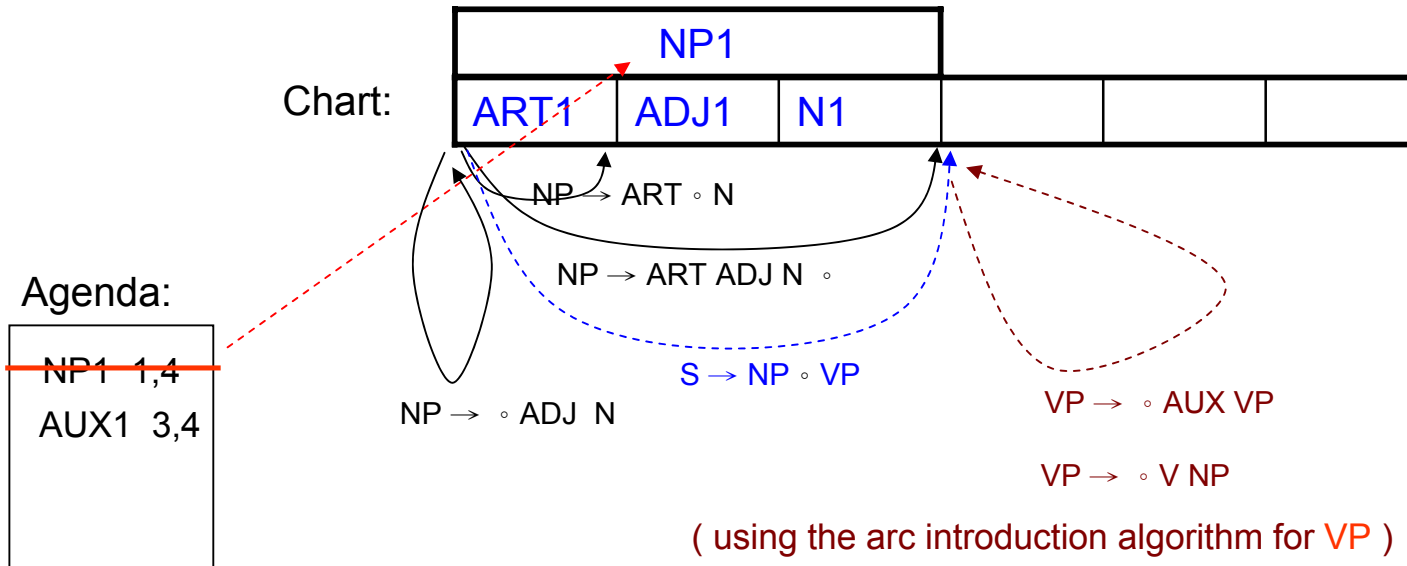 NP1
Chart:
ART1 ADJ1 N1
NP → ART ∘ N
NP → ART ADJ N ∘
Agenda:
NP1 1,4
S → NP ∘ VP
NP → ∘ ADJ N
VP → ∘ AUX VP
AUX1 3,4
VP → ∘ V NP
( using the arc introduction algorithm for VP )